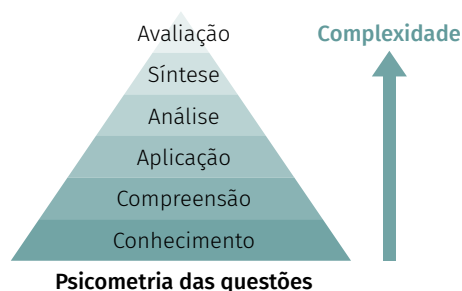 Avaliação
Complexidade
Síntese
Análise
Aplicação
Compreensão
Conhecimento
Psicometria das questões